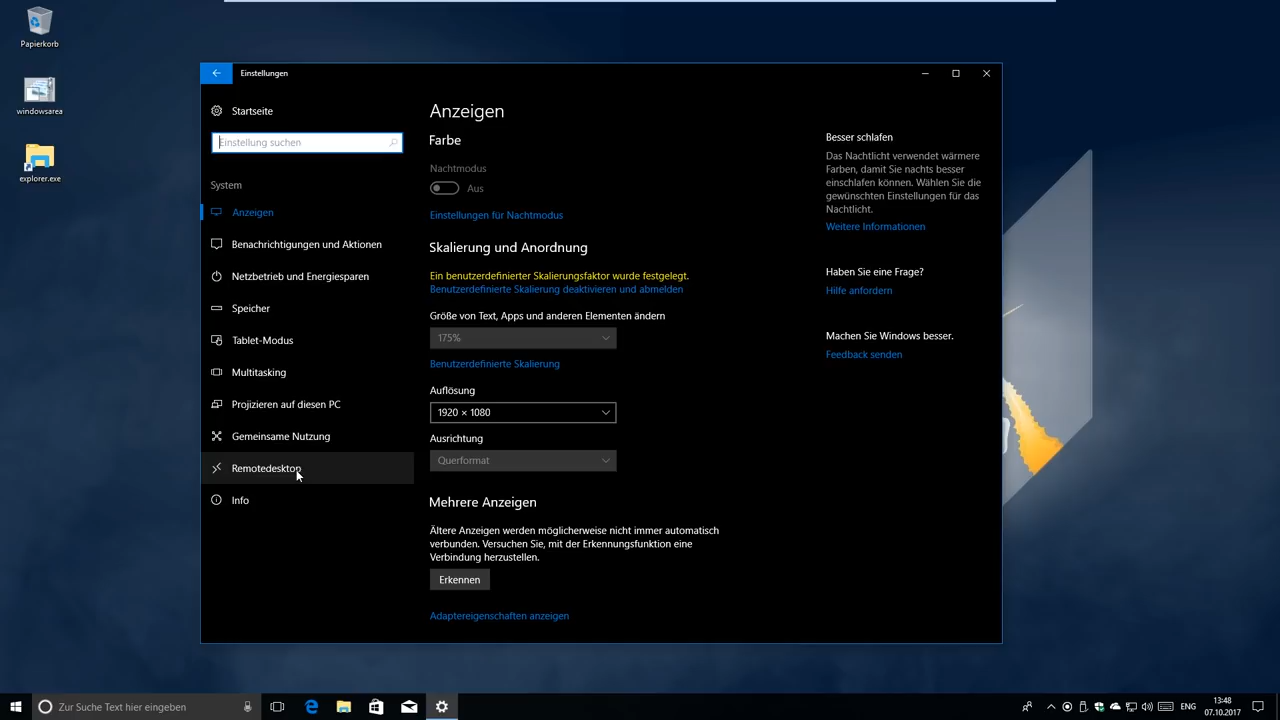 Papierkorb
windowsarea
explorer.exe
Einstellungen
Startseite
Einstellung suchen
System
Anzeigen
Benachrichtigungen und Aktionen
Netzbetrieb und Energiesparen
Speicher
Tablet-Modus
Multitasking
Projizieren auf diesen PC
Gemeinsame Nutzung
Remotedesktop
Info
Anzeigen
Farbe
Nachtmodus
Aus
Einstellungen für Nachtmodus
Skalierung und Anordnung
Ein benutzerdefinierter Skalierungsfaktor wurde festgelegt.
Benutzerdefinierte Skalierung deaktivieren und abmelden
Größe von Text, Apps und anderen Elementen ändern
175%
Benutzerdefinierte Skalierung
Auflösung
1920 × 1080
Ausrichtung
Querformat
Mehrere Anzeigen
Ältere Anzeigen werden möglicherweise nicht immer automatisch
verbunden. Versuchen Sie, mit der Erkennungsfunktion eine
Verbindung herzustellen.
Erkennen
Adaptereigenschaften anzeigen
Besser schlafen
Das Nachtlicht verwendet wärmere
Farben, damit Sie nachts besser
einschlafen können. Wählen Sie die
gewünschten Einstellungen für das
Nachtlicht.
Weitere Informationen
Haben Sie eine Frage?
Hilfe anfordern
Machen Sie Windows besser.
Feedback senden
Zur Suche Text hier eingeben
ENG
13:48
07.10.2017